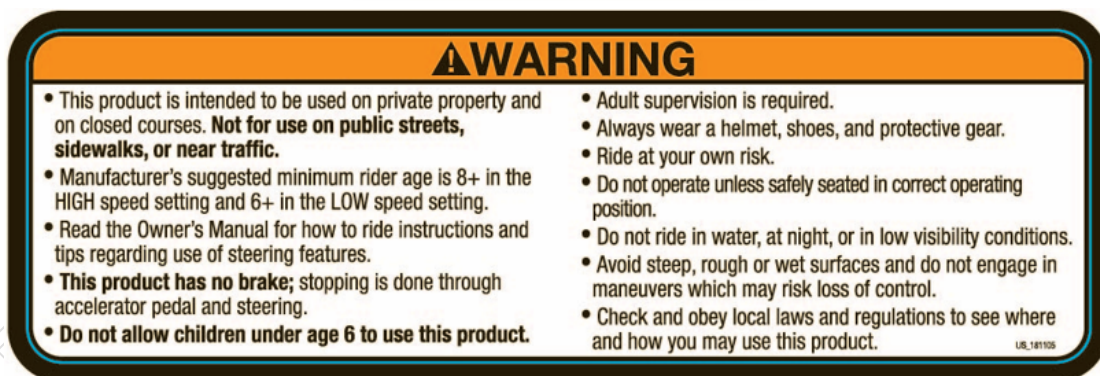 ⚠WARNING
• This product is intended to be used on private property and
on closed courses. Not for use on public streets,
sidewalks, or near traffic.
• Manufacturer's suggested minimum rider age is 8+ in the
HIGH speed setting and 6+ in the LOW speed setting.
• Read the Owner's Manual for how to ride instructions and
tips regarding use of steering features.
• This product has no brake; stopping is done through
accelerator pedal and steering.
• Do not allow children under age 6 to use this product.
• Adult supervision is required.
• Always wear a helmet, shoes, and protective gear.
• Ride at your own risk.
• Do not operate unless safely seated in correct operating
position.
• Do not ride in water, at night, or in low visibility conditions.
• Avoid steep, rough or wet surfaces and do not engage in
maneuvers which may risk loss of control.
• Check and obey local laws and regulations to see where
and how you may use this product.
US_181105